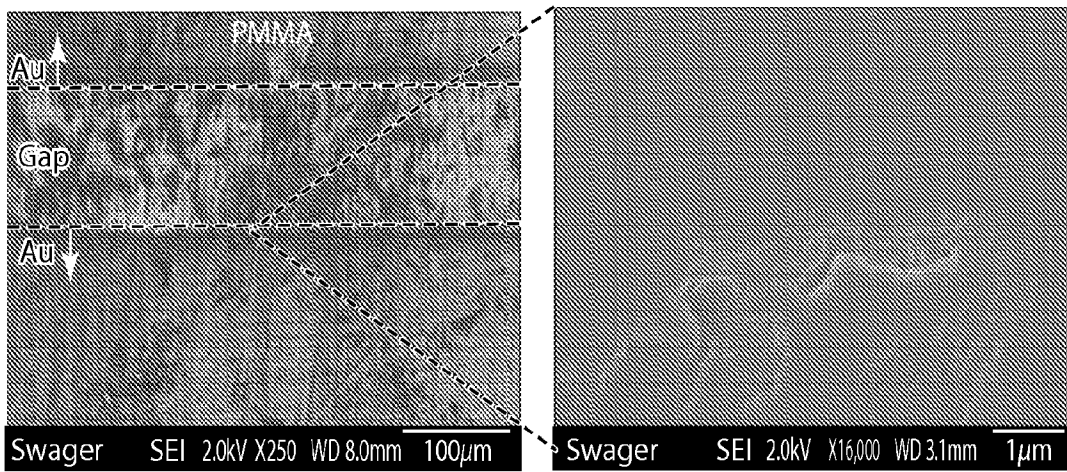 PMMA
Au
Gap
Au
Swager SEI 2.0kV X250 WD 8.0mm 100μm
Swager SEI 2.0kV X16,000 WD 3.1mm 1μm